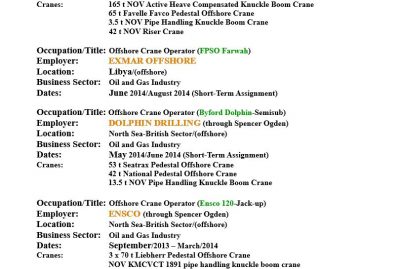 Cranes: 165 t NOV Active Heave Compensated Knuckle Boom Crane
65 t Favelle Favco Pedestal Offshore Crane
3.5 t NOV Pipe Handling Knuckle Boom Crane
42 t NOV Riser Crane
Occupation/Title: Offshore Crane Operator (FPSO Farwah)
Employer: EXMAR OFFSHORE
Location: Libya/(offshore)
Business Sector: Oil and Gas Industry
Dates: June 2014/August 2014 (Short-Term Assignment)
Occupation/Title: Offshore Crane Operator (Byford Dolphin-Semisub)
Employer: DOLPHIN DRILLING (through Spencer Ogden)
Location: North Sea-British Sector/(offshore)
Business Sector: Oil and Gas Industry
Dates: May 2014/June 2014 (Short-Term Assignment)
Cranes: 53 t Seatrax Pedestal Offshore Crane
42 t National Pedestal Offshore Crane
13.5 t NOV Pipe Handling Knuckle Boom Crane
Occupation/Title: Offshore Crane Operator (Ensco 120-Jack-up)
Employer: ENSCO (through Spencer Ogden)
Location: North Sea-British Sector/(offshore)
Business Sector: Oil and Gas Industry
Dates: September/2013 – March/2014
Cranes: 3 x 70 t Liebherr Pedestal Offshore Crane
NOV KMCVCT 1891 pipe handling knuckle boom crane